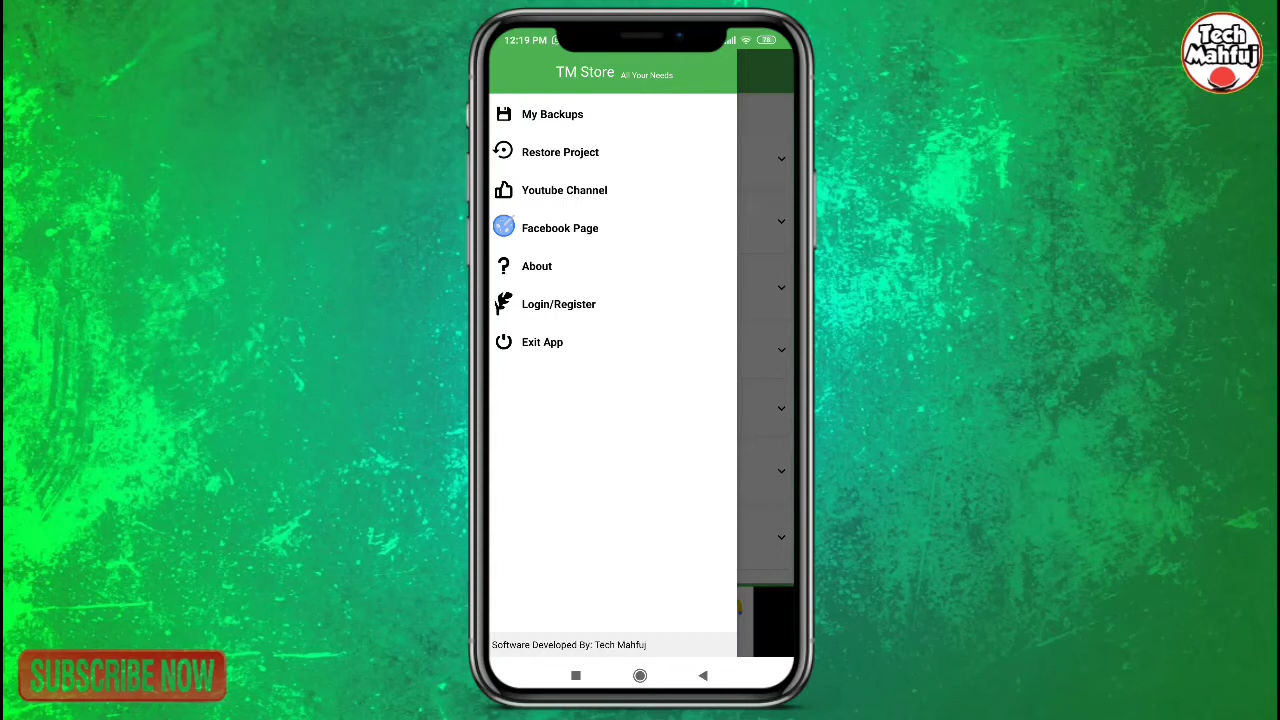 Tech
Mahfuj
12:19 PM
78
TM Store All Your Needs
My Backups
Restore Project
Youtube Channel
Facebook Page
About
Login/Register
Exit App
Software Developed By: Tech Mahfuj
SUBSCRIBE NOW